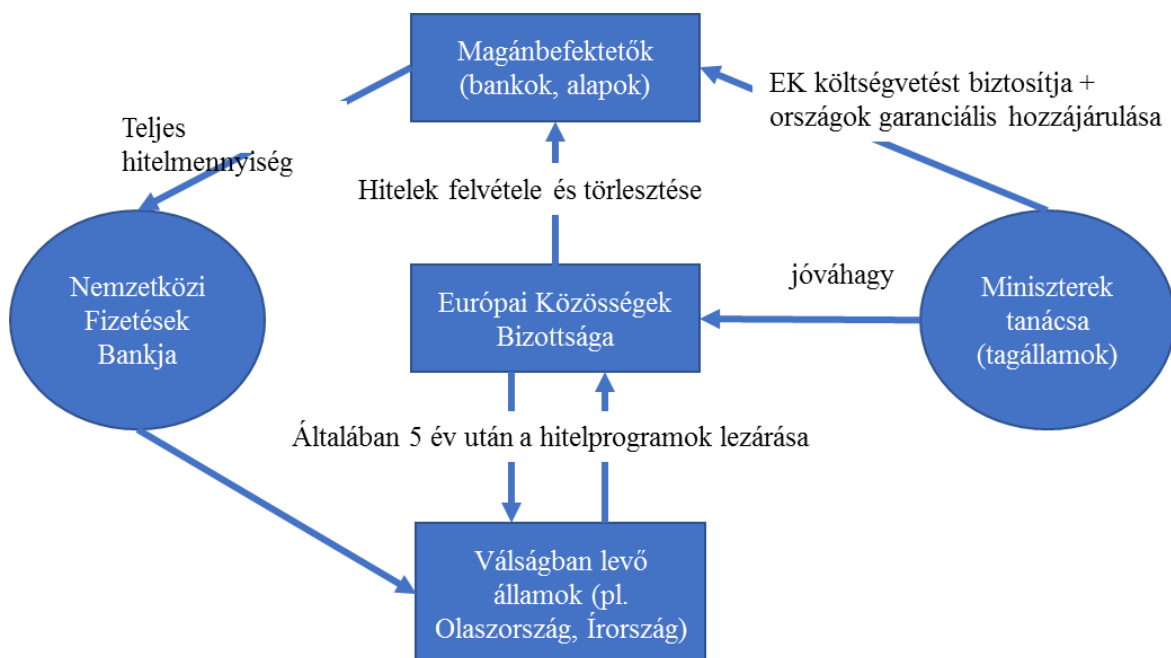 Magánbefektetők
(bankok, alapok)
EK költségvetést biztosítja +
országok garanciális hozzájárulása
Teljes
hitelmennyiség
Hitelek felvétele és törlesztése
Nemzetközi
Fizetések
Bankja
Európai Közösségek
Bizottsága
jóváhagy
Miniszterek
tanácsa
(tagállamok)
Általában 5 év után a hitelprogramok lezárása
Válságban levő
államok (pl.
Olaszország, Írország)